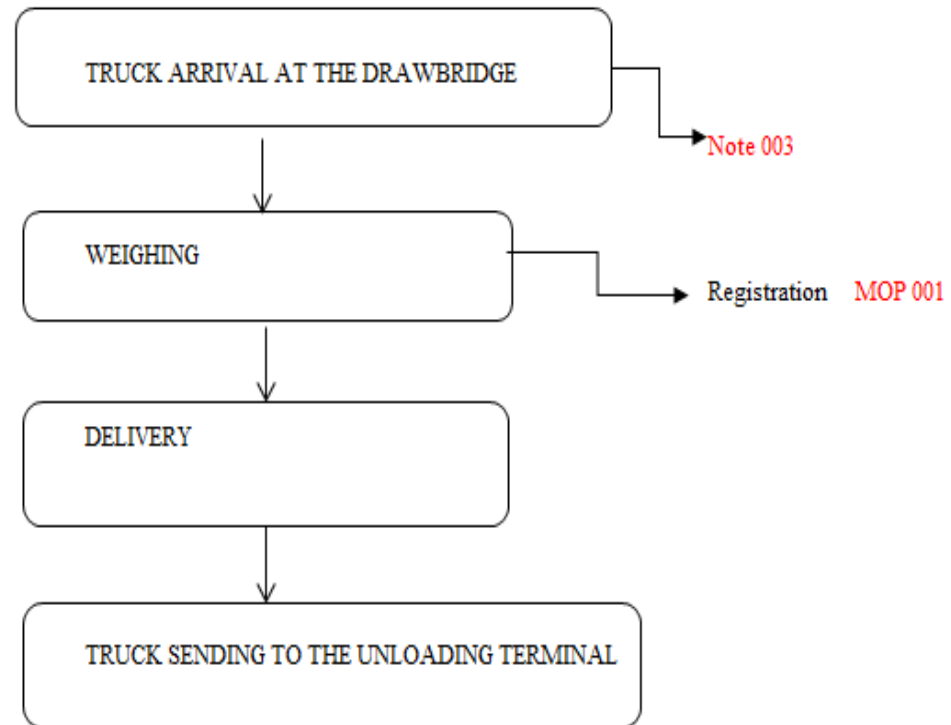 TRUCK ARRIVAL AT THE DRAWBRIDGE
Note 003
WEIGHING
Registration MOP 001
DELIVERY
TRUCK SENDING TO THE UNLOADING TERMINAL